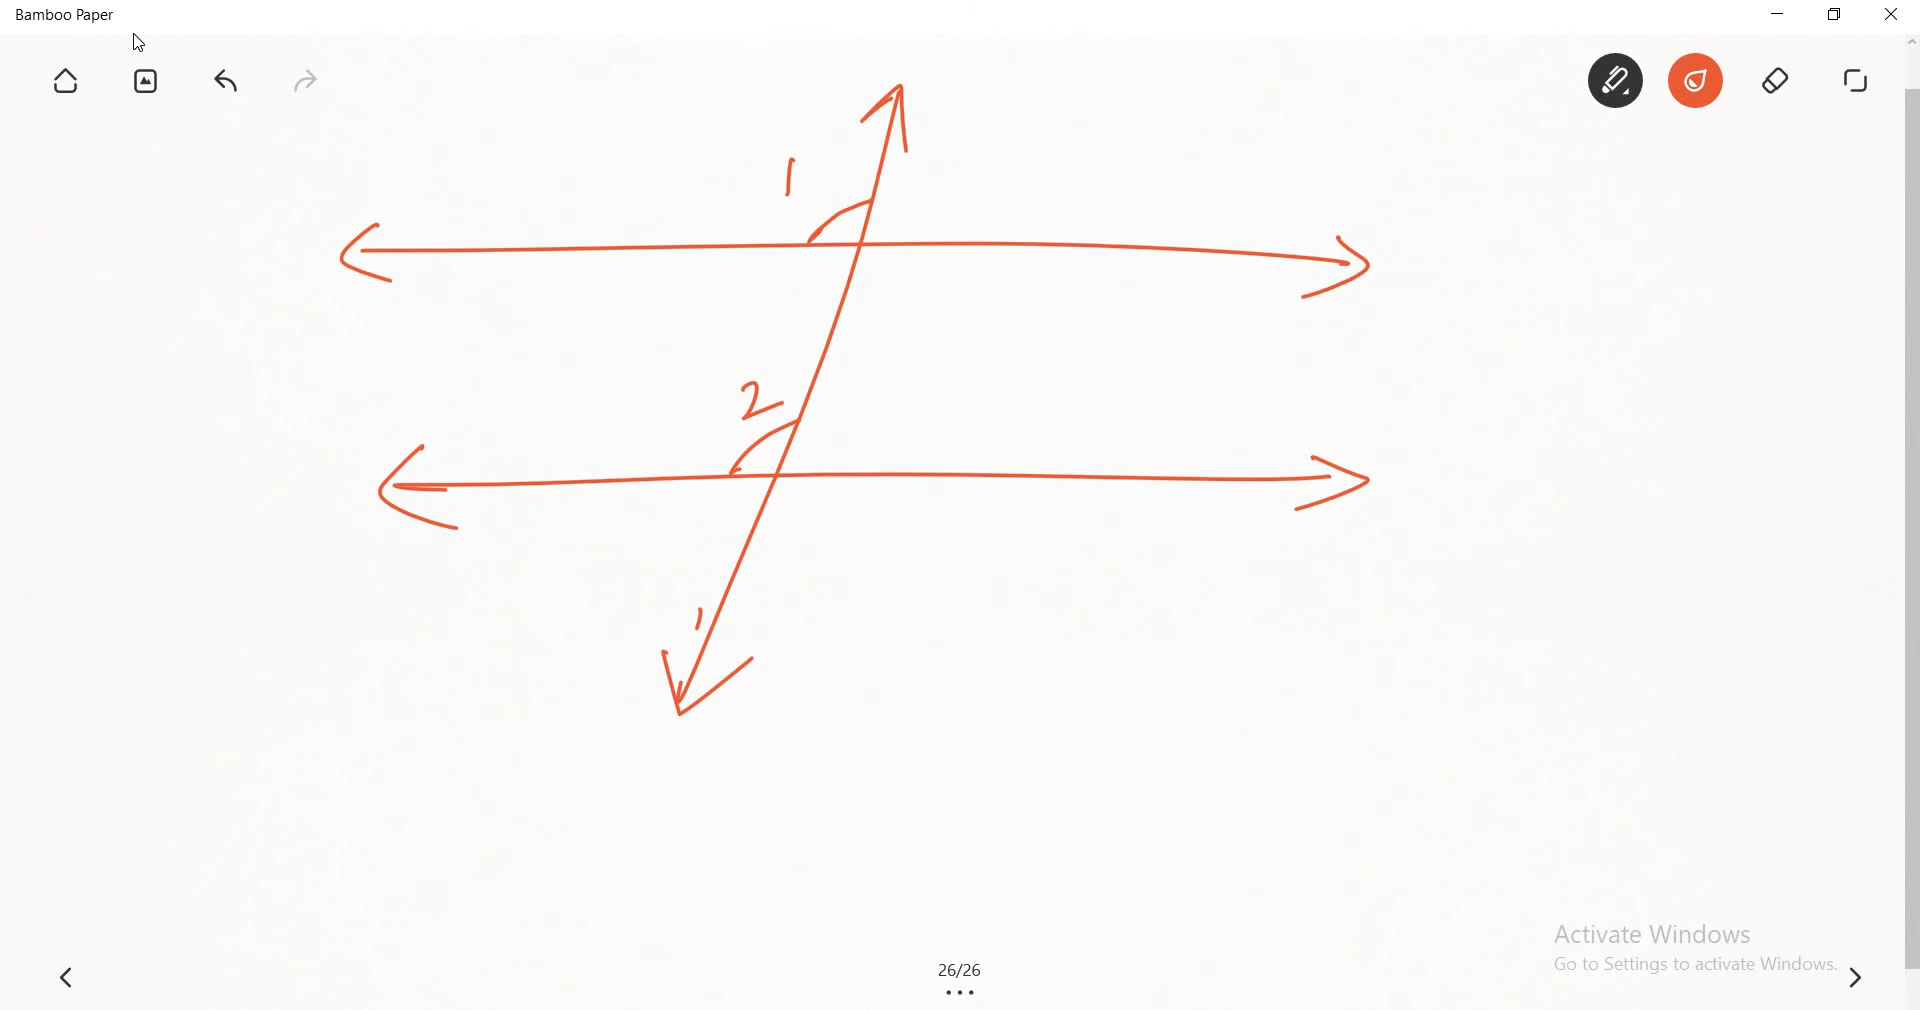 Bamboo Paper
1
2
26/26
Activate Windows
Go to Settings to activate Windows.